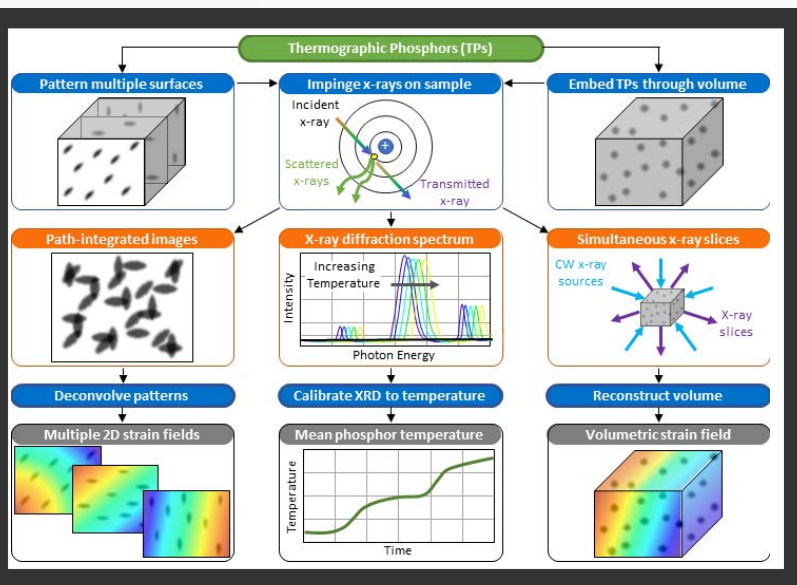 Thermographic Phosphors (TPs)
Pattern multiple surfaces
Impinge x-rays on sample
Embed TPs through volume
Incident
x-ray
+
Scattered
x-rays
Transmitted
x-ray
Path-integrated images
X-ray diffraction spectrum
Simultaneous x-ray slices
Intensity
Increasing
Temperature
Photon Energy
CW x-ray
sources
X-ray
slices
Deconvolve patterns
Calibrate XRD to temperature
Reconstruct volume
Multiple 2D strain fields
Mean phosphor temperature
Volumetric strain field
Temperature
Time